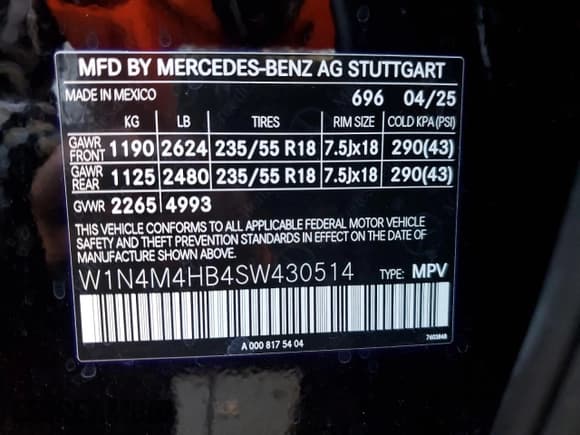 MFD BY MERCEDES-BENZ AG STUTTGART
MADE IN MEXICO 696 04/25
KG LB TIRES RIM SIZE COLD KPA(PSI)
GAWR FRONT 1190 2624 235/55 R18 7.5Jx18 290(43)
GAWR REAR 1125 2480 235/55 R18 7.5Jx18 290(43)
GVWR 2265 4993
THIS VEHICLE CONFORMS TO ALL APPLICABLE FEDERAL MOTOR VEHICLE
SAFETY AND THEFT PREVENTION STANDARDS IN EFFECT ON THE DATE OF
MANUFACTURE SHOWN ABOVE.
W1N4M4HB4SW430514 TYPE: MPV
A 000 817 54 04 7603848